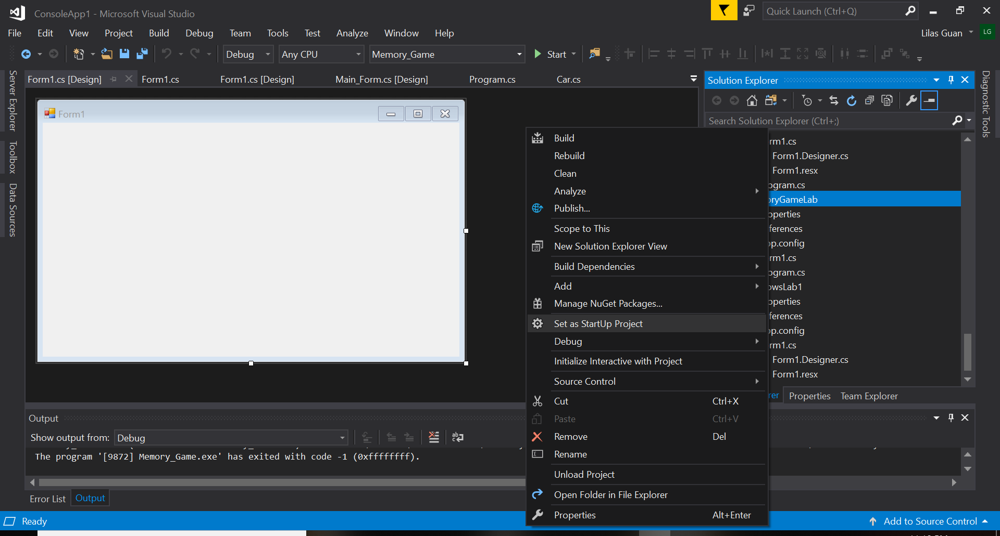 ConsoleApp1 - Microsoft Visual Studio
Quick Launch (Ctrl+Q)
File Edit View Project Build Debug Team Tools Test Analyze Window Help
Lilas Guan LG
Debug Any CPU Memory_Game Start
Server Explorer
Toolbox
Data Sources
Form1.cs [Design] Form1.cs Form1.cs [Design] Main_Form.cs [Design] Program.cs Car.cs
Form1
Solution Explorer
Search Solution Explorer (Ctrl+;)
rm1.cs
Form1.Designer.cs
Form1.resx
ogram.cs
oryGameLab
operties
ferences
pp.config
rm1.cs
ogram.cs
owsLab1
operties
ferences
pp.config
rm1.cs
Form1.Designer.cs
Form1.resx
rer Properties Team Explorer
Diagnostic Tools
Build
Rebuild
Clean
Analyze
Publish...
Scope to This
New Solution Explorer View
Build Dependencies
Add
Manage NuGet Packages...
Set as StartUp Project
Debug
Initialize Interactive with Project
Source Control
Cut Ctrl+X
Paste Ctrl+V
Remove Del
Rename
Unload Project
Open Folder in File Explorer
Properties Alt+Enter
Output
Show output from: Debug
The program '[9872] Memory_Game.exe' has exited with code -1 (0xffffffff).
Error List Output
Ready
Add to Source Control